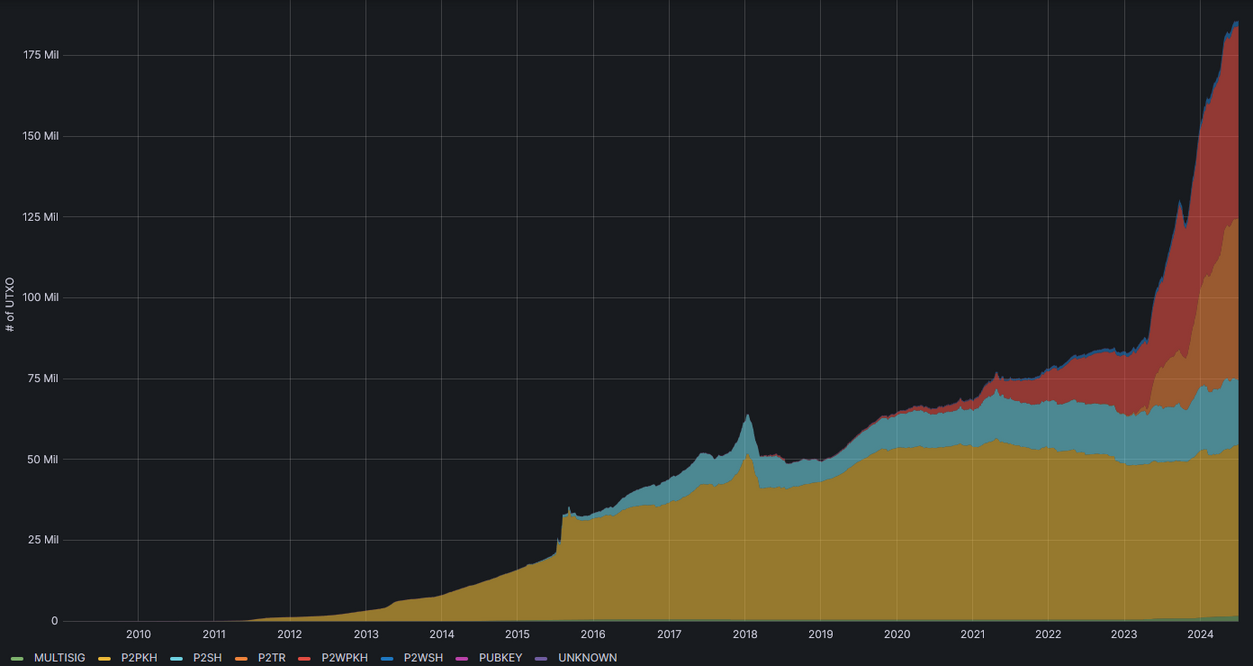 175 Mil
150 Mil
125 Mil
100 Mil
75 Mil
50 Mil
25 Mil
0
# of UTXO
2010 2011 2012 2013 2014 2015 2016 2017 2018 2019 2020 2021 2022 2023 2024
MULTISIG P2PKH P2SH P2TR P2WPKH P2WSH PUBKEY UNKNOWN